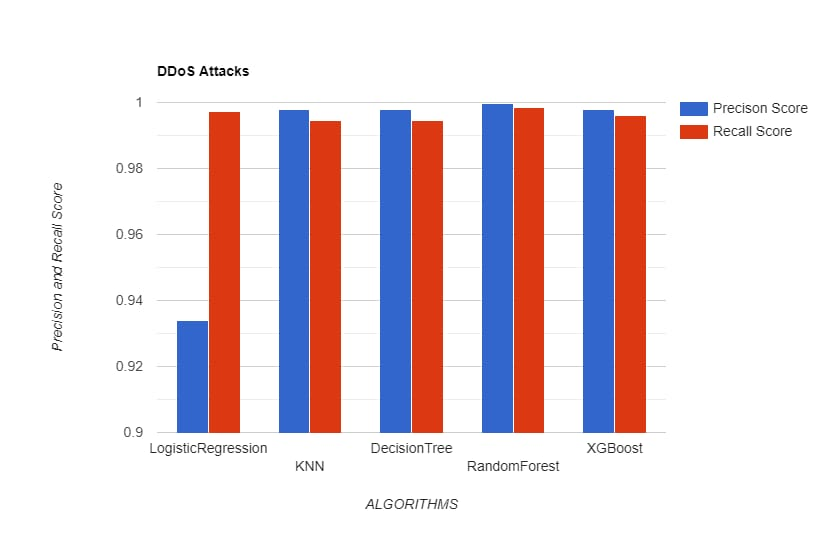 DDoS Attacks
1
0.98
0.96
0.94
0.92
0.9
Precision and Recall Score
Precison Score
Recall Score
LogisticRegression
KNN
DecisionTree
RandomForest
XGBoost
ALGORITHMS